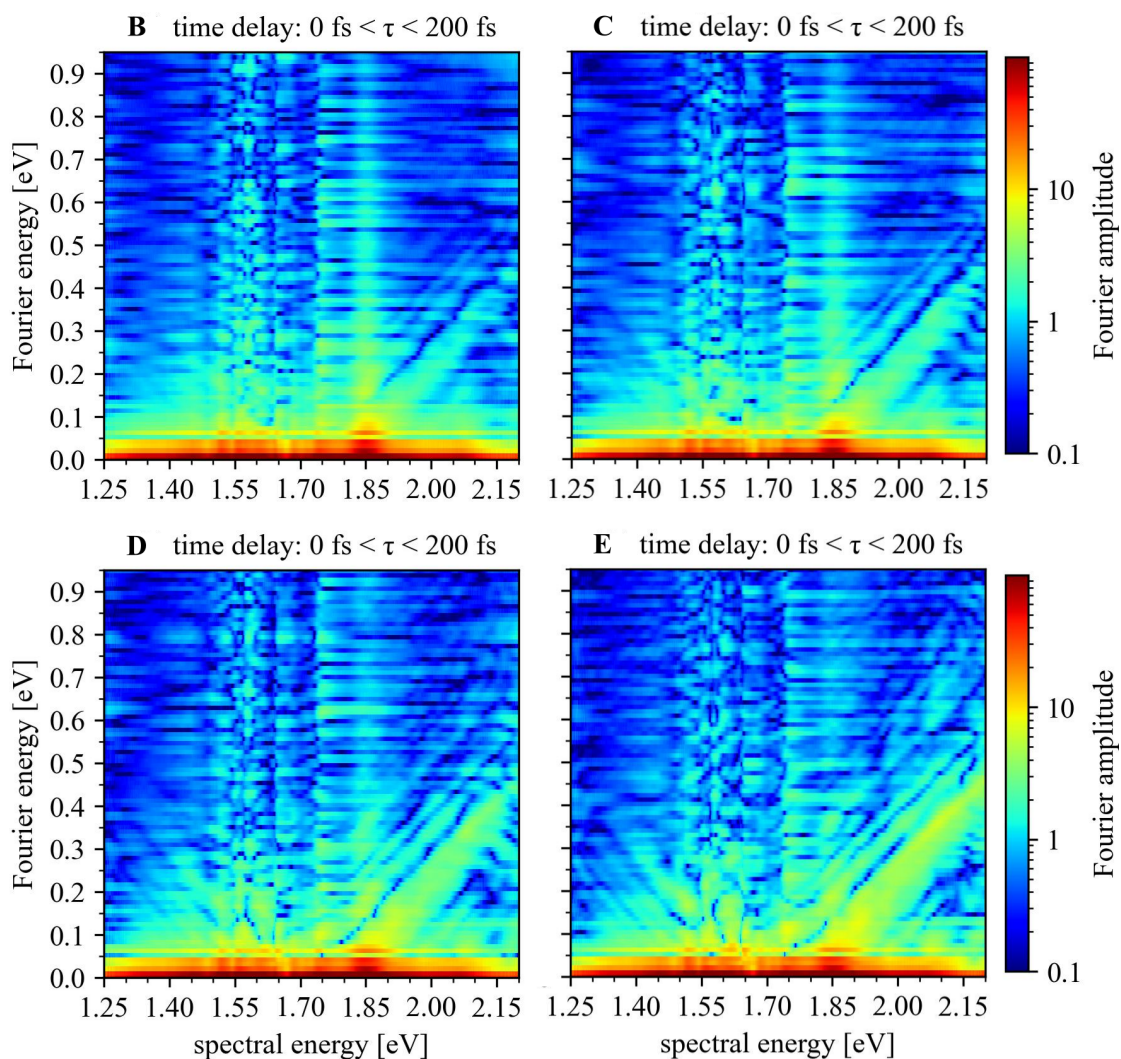 B time delay: 0 fs < τ < 200 fs
C time delay: 0 fs < τ < 200 fs
Fourier energy [eV]
0.9
0.8
0.7
0.6
0.5
0.4
0.3
0.2
0.1
0.0
1.25 1.40 1.55 1.70 1.85 2.00 2.15
1.25 1.40 1.55 1.70 1.85 2.00 2.15
10
1
0.1
Fourier amplitude
D time delay: 0 fs < τ < 200 fs
E time delay: 0 fs < τ < 200 fs
Fourier energy [eV]
0.9
0.8
0.7
0.6
0.5
0.4
0.3
0.2
0.1
0.0
1.25 1.40 1.55 1.70 1.85 2.00 2.15
spectral energy [eV]
1.25 1.40 1.55 1.70 1.85 2.00 2.15
spectral energy [eV]
10
1
0.1
Fourier amplitude